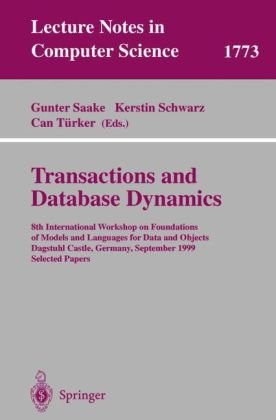 Lecture Notes in
Computer Science 1773
Gunter Saake Kerstin Schwarz
Can Türker (Eds.)
Transactions and
Database Dynamics
8th International Workshop on Foundations
of Models and Languages for Data and Objects
Dagstuhl Castle, Germany, September 1999
Selected Papers
Springer